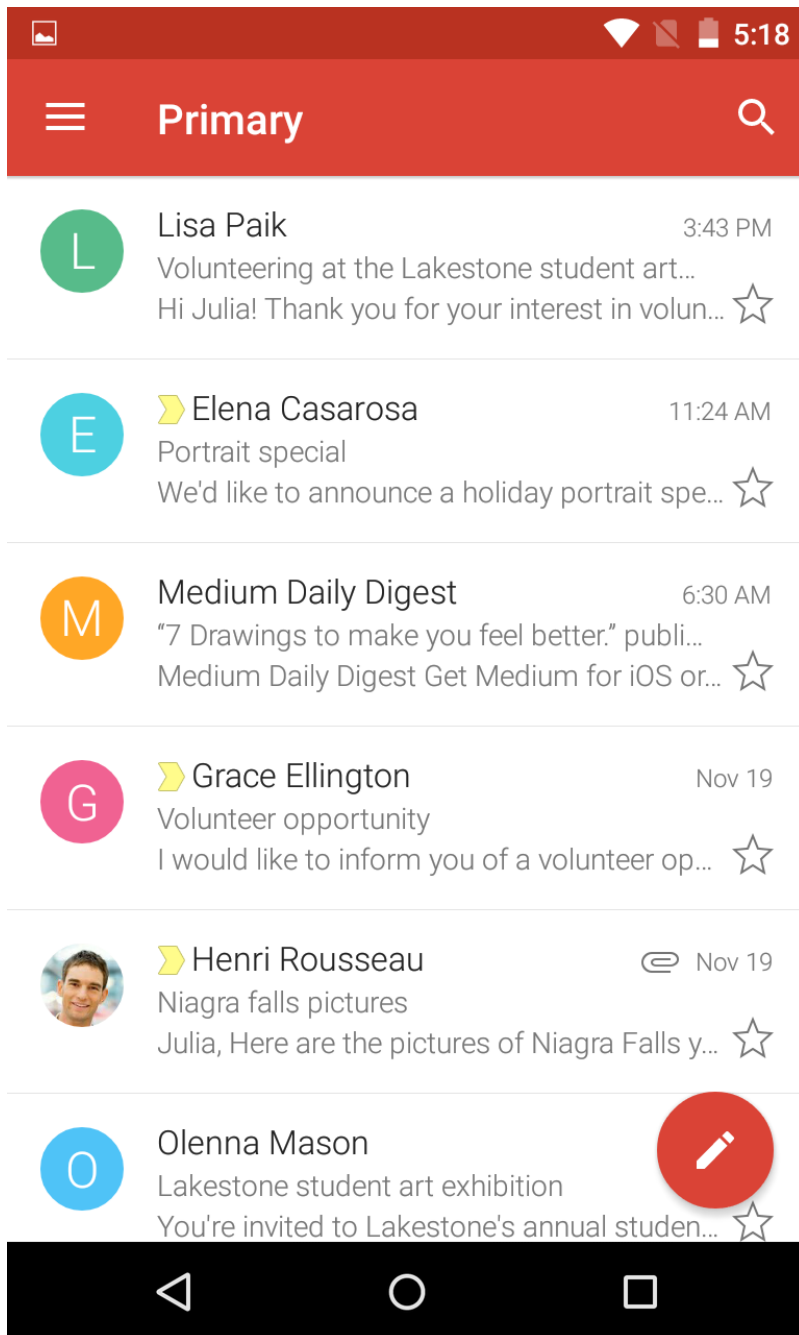 5:18
Primary
L
Lisa Paik
3:43 PM
Volunteering at the Lakestone student art...
Hi Julia! Thank you for your interest in volun...
E
Elena Casarosa
11:24 AM
Portrait special
We'd like to announce a holiday portrait spe...
M
Medium Daily Digest
6:30 AM
“7 Drawings to make you feel better.” publi...
Medium Daily Digest Get Medium for iOS or...
G
Grace Ellington
Nov 19
Volunteer opportunity
I would like to inform you of a volunteer op...
Henri Rousseau
Nov 19
Niagra falls pictures
Julia, Here are the pictures of Niagra Falls y...
O
Olenna Mason
Lakestone student art exhibition
You're invited to Lakestone's annual studen...